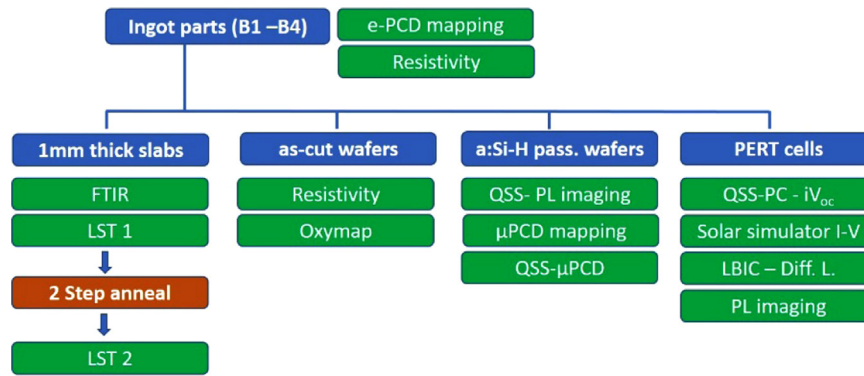 Ingot parts (B1 –B4)
e-PCD mapping
Resistivity
1mm thick slabs
FTIR
LST 1
2 Step anneal
LST 2
as-cut wafers
Resistivity
Oxymap
a:Si-H pass. wafers
QSS- PL imaging
µPCD mapping
QSS-µPCD
PERT cells
QSS-PC - iVoc
Solar simulator I-V
LBIC – Diff. L.
PL imaging